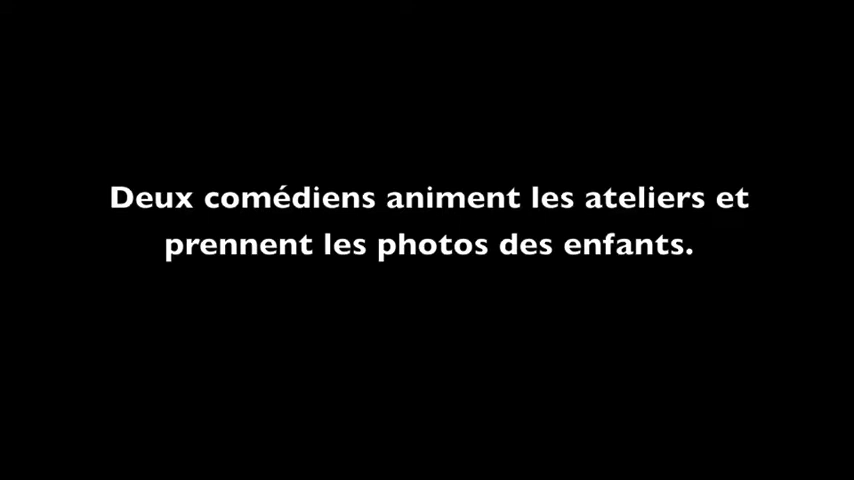 Deux comédiens animent les ateliers et
prennent les photos des enfants.